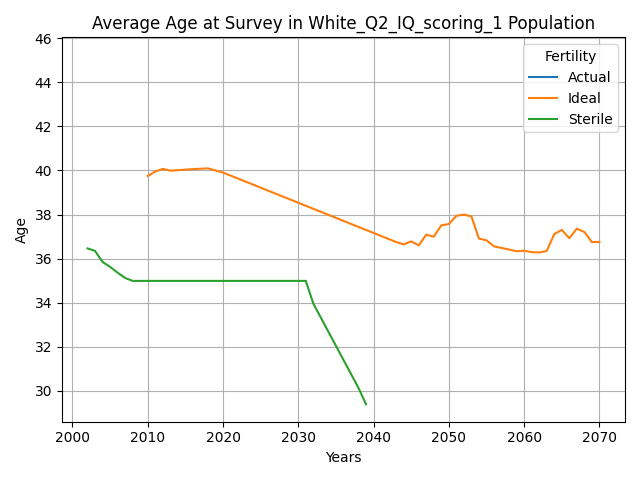 Average Age at Survey in White_Q2_IQ_scoring_1 Population
46
44
42
40
38
36
34
32
30
Age
Fertility
Actual
Ideal
Sterile
2000 2010 2020 2030 2040 2050 2060 2070
Years